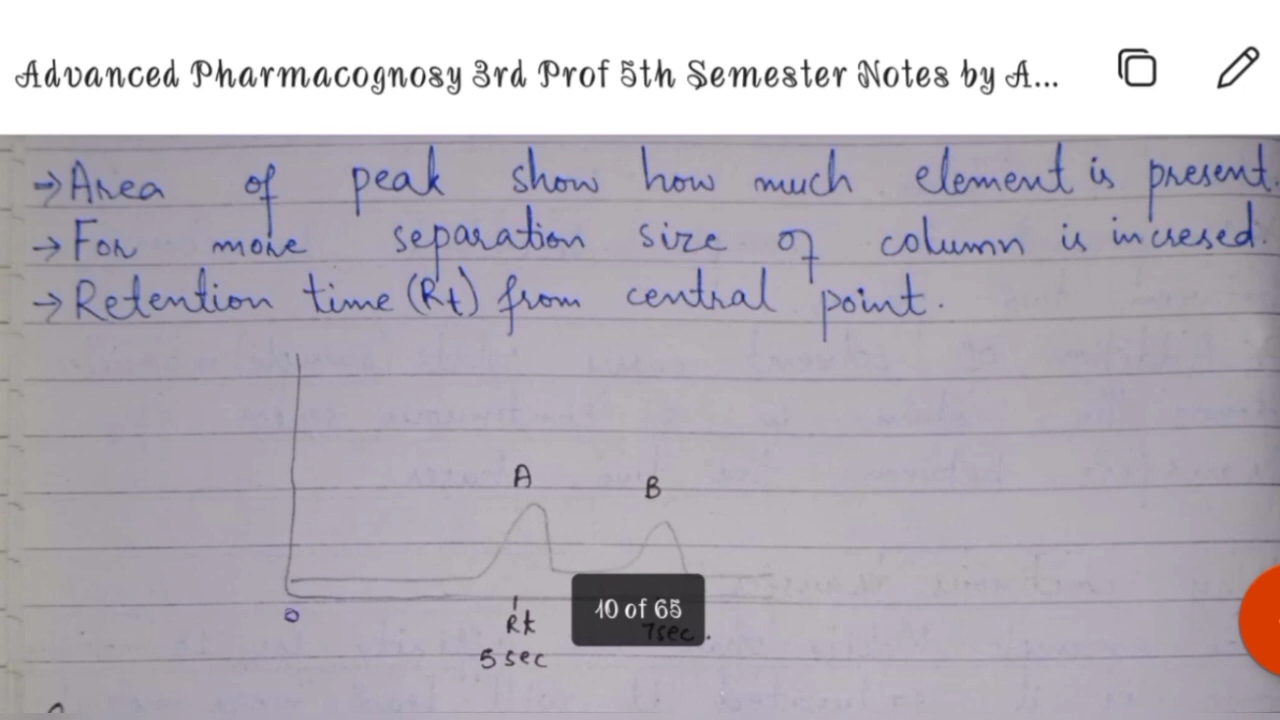 Advanced Pharmacognosy 3rd Prof 5th Semester Notes by A...
→ Area of peak show how much element is present.
→ For more separation size of column is incresed.
→ Retention time (Rt) from central point.
A
B
0
Rt
10 of 65
5 sec
7sec.